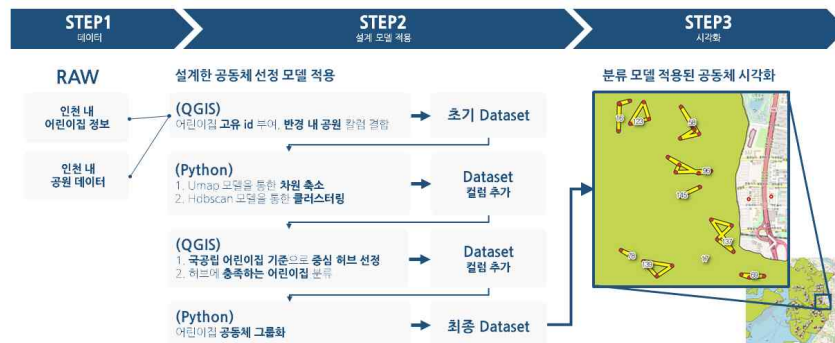 STEP1
데이터
STEP2
설계 모델 적용
STEP3
시각화
RAW
인천 내
어린이집 정보
인천 내
공원 데이터
설계한 공동체 선정 모델 적용
(QGIS)
어린이집 고유 id 부여, 반경 내 공원 칼럼 결합
초기 Dataset
(Python)
1. Umap 모델을 통한 차원 축소
2. Hdbscan 모델을 통한 클러스터링
Dataset
컬럼 추가
(QGIS)
1. 국공립 어린이집 기준으로 중심 허브 선정
2. 허브에 충족하는 어린이집 분류
Dataset
컬럼 추가
(Python)
어린이집 공동체 그룹화
최종 Dataset
분류 모델 적용된 공동체 시각화
123
93
145
137